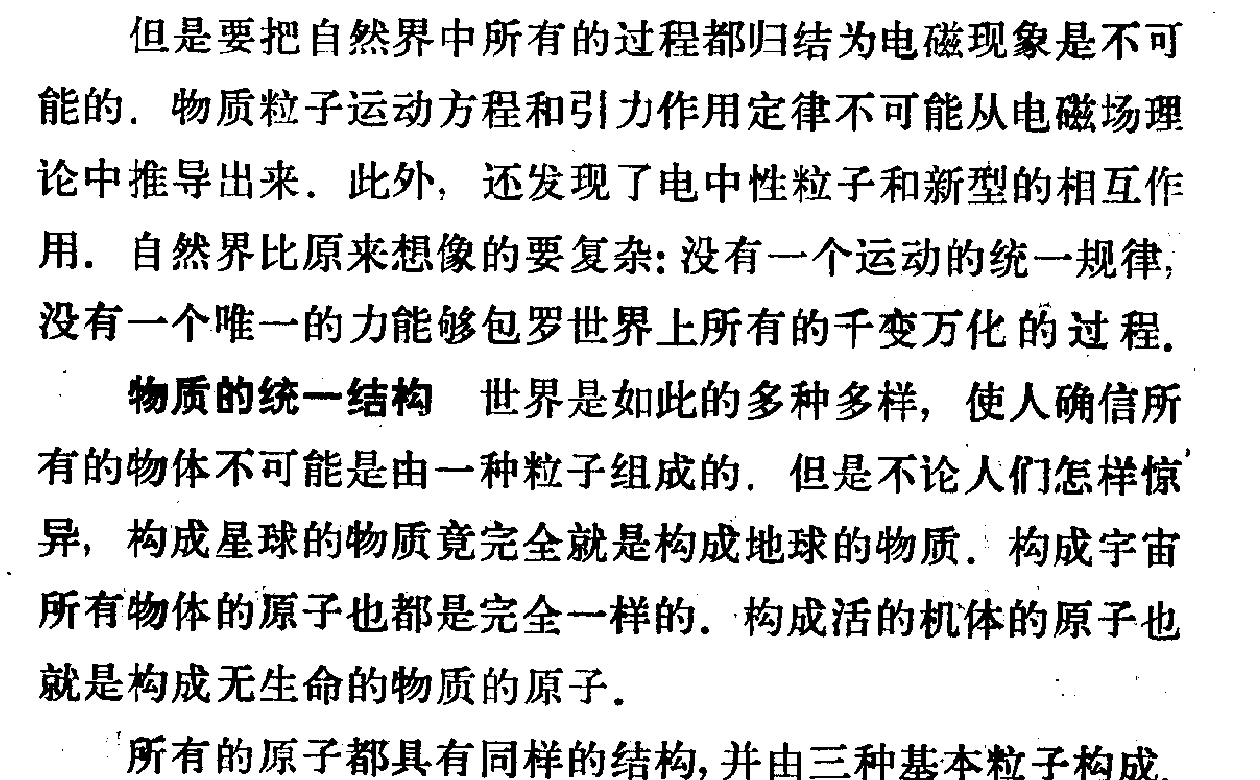 但是要把自然界中所有的过程都归结为电磁现象是不可
能的．物质粒子运动方程和引力作用定律不可能从电磁场理
论中推导出来．此外，还发现了电中性粒子和新型的相互作
用．自然界比原来想像的要复杂：没有一个运动的统一规律，
没有一个唯一的力能够包罗世界上所有的千变万化的过程．
物质的统一结构　世界是如此的多种多样，使人确信所
有的物体不可能是由一种粒子组成的．但是不论人们怎样惊
异，构成星球的物质竟完全就是构成地球的物质．构成宇宙
所有物体的原子也都是完全一样的．构成活的机体的原子也
就是构成无生命的物质的原子．
所有的原子都具有同样的结构，并由三种基本粒子构成．